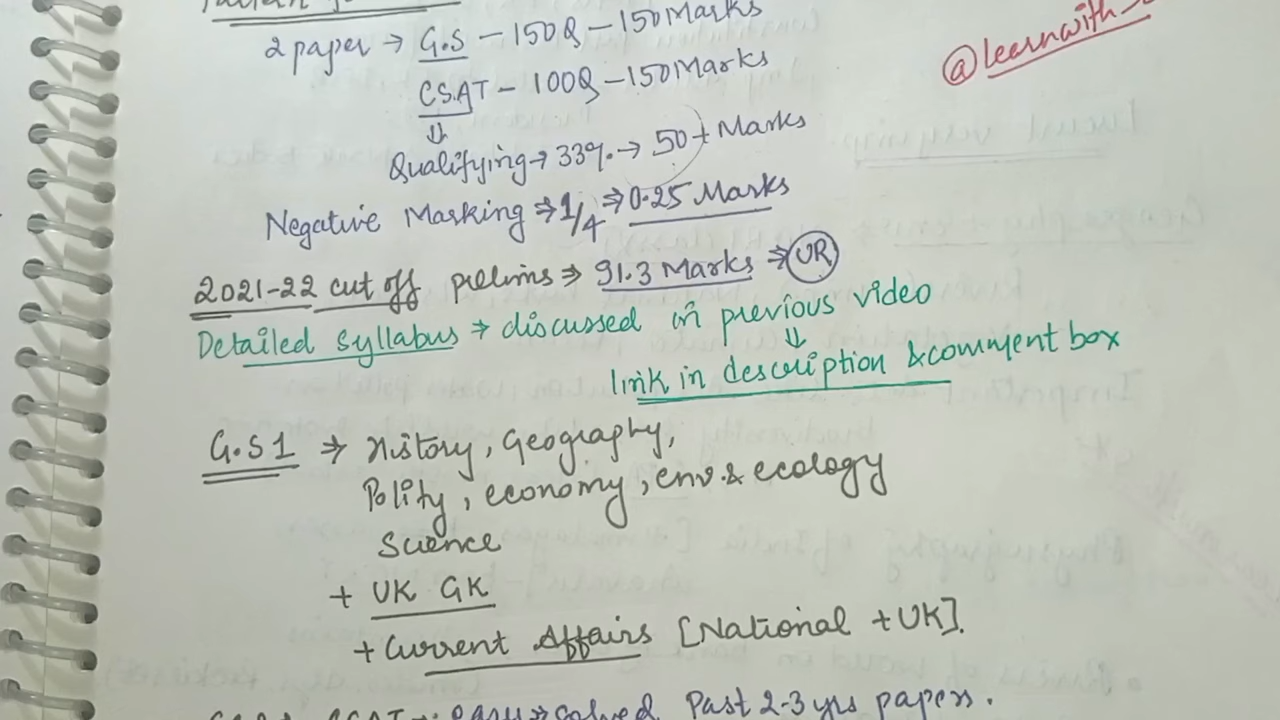 2 paper → G.S – 150Q – 150 Marks
@learnwith
CSAT – 100Q – 150 Marks
⇓
Qualifying → 33% → 50+ Marks
Negative Marking ⇒ 1/4 ⇒ 0.25 Marks
2021-22 cut off prelims ⇒ 91.3 Marks ⇒ UR
Detailed syllabus ⇒ discussed in previous video
⇓
link in description & comment box
G.S 1 ⇒ History, Geography,
Polity, economy, env. & ecology
Science
+ UK GK
+ Current Affairs [National + UK].
solved Past 2-3 yrs papers.